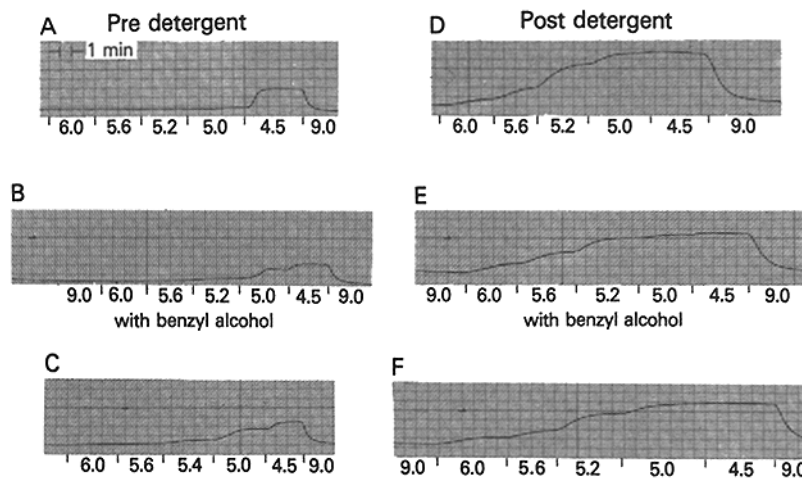 A Pre detergent
1 min
6.0 5.6 5.2 5.0 4.5 9.0
B
9.0 6.0 5.6 5.2 5.0 4.5 9.0
with benzyl alcohol
C
6.0 5.6 5.4 5.0 4.5 9.0
D Post detergent
6.0 5.6 5.2 5.0 4.5 9.0
E
9.0 6.0 5.6 5.2 5.0 4.5 9.0
with benzyl alcohol
F
9.0 6.0 5.6 5.2 5.0 4.5 9.0